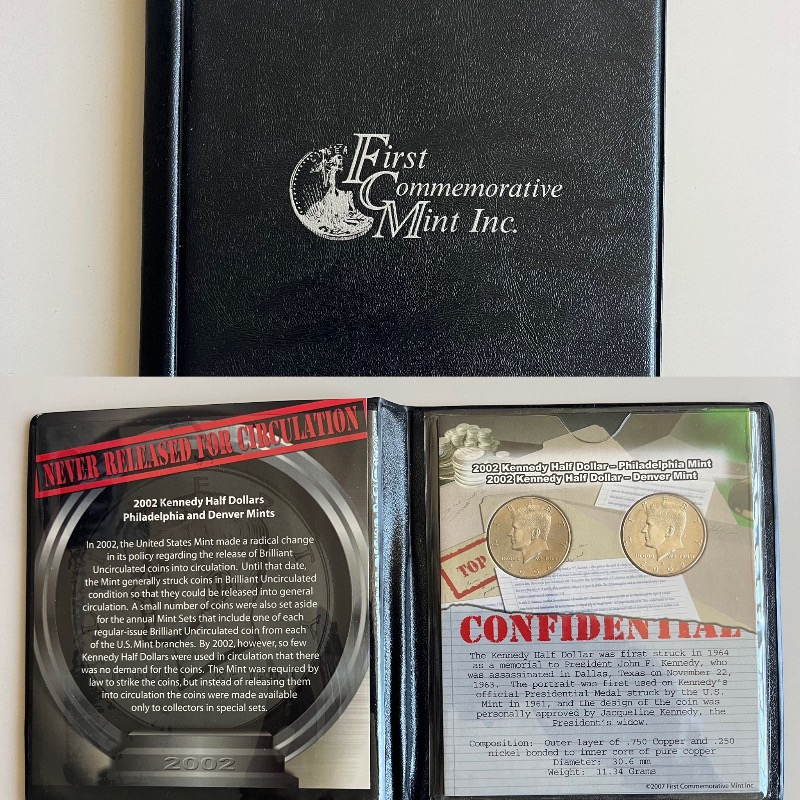 First
Commemorative
Mint Inc.
NEVER RELEASED FOR CIRCULATION
2002 Kennedy Half Dollars
Philadelphia and Denver Mints
In 2002, the United States Mint made a radical change
in its policy regarding the release of Brilliant
Uncirculated coins into circulation. Until that date,
the Mint generally struck coins in Brilliant Uncirculated
condition so that they could be released into general
circulation. A small number of coins were also set aside
for the annual Mint Sets that include one of each
regular-issue Brilliant Uncirculated coin from each
of the U.S. Mint branches. By 2002, however, so few
Kennedy Half Dollars were used in circulation that there
was no demand for the coins. The Mint was required by
law to strike the coins, but instead of releasing them
into circulation the coins were made available
only to collectors in special sets.
2002
2002 Kennedy Half Dollar – Philadelphia Mint
2002 Kennedy Half Dollar – Denver Mint
TOP
CONFIDENTIAL
The Kennedy Half Dollar was first struck in 1964
as a memorial to President John F. Kennedy, who
was assassinated in Dallas, Texas on November 22,
1963. The portrait was first used on Kennedy's
official Presidential Medal struck by the U.S.
Mint in 1961, and the design of the coin was
personally approved by Jacqueline Kennedy, the
President's widow.
Composition: Outer layer of .750 Copper and .250
nickel bonded to inner corn of pure copper
Diameter: 30.6 mm
Weight: 11.34 Grams
©2007 First Commemorative Mint Inc